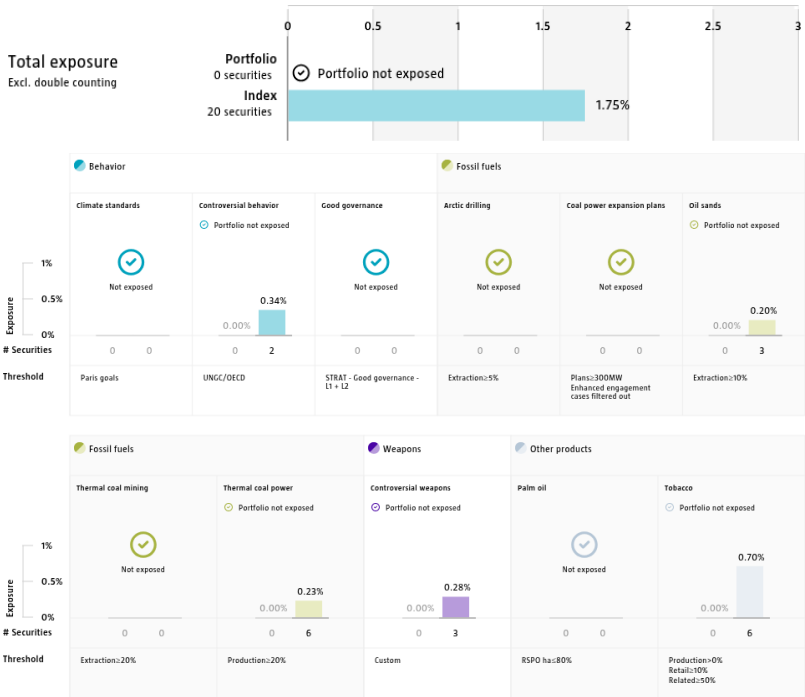 0 0.5 1 1.5 2 2.5 3
Total exposure
Excl. double counting
Portfolio
0 securities
Portfolio not exposed
Index
20 securities
1.75%
Behavior
Fossil fuels
Climate standards
Controversial behavior
Good governance
Arctic drilling
Coal power expansion plans
Oil sands
Portfolio not exposed
Portfolio not exposed
Not exposed
Not exposed
Not exposed
Not exposed
Exposure
1%
0.5%
0%
0.00% 0.34%
0.00% 0.20%
# Securities
0 0 0 2 0 0 0 0 0 0 0 3
Threshold
Paris goals
UNGC/OECD
STRAT - Good governance -
L1 + L2
Extraction≥5%
Plans≥300MW
Enhanced engagement
cases filtered out
Extraction≥10%
Fossil fuels
Weapons
Other products
Thermal coal mining
Thermal coal power
Controversial weapons
Palm oil
Tobacco
Portfolio not exposed
Portfolio not exposed
Portfolio not exposed
Not exposed
Not exposed
Exposure
1%
0.5%
0%
0.00% 0.23%
0.00% 0.28%
0.00% 0.70%
# Securities
0 0 0 6 0 3 0 0 0 6
Threshold
Extraction≥20%
Production≥20%
Custom
RSPO ha≤80%
Production>0%
Retail≥10%
Related≥50%